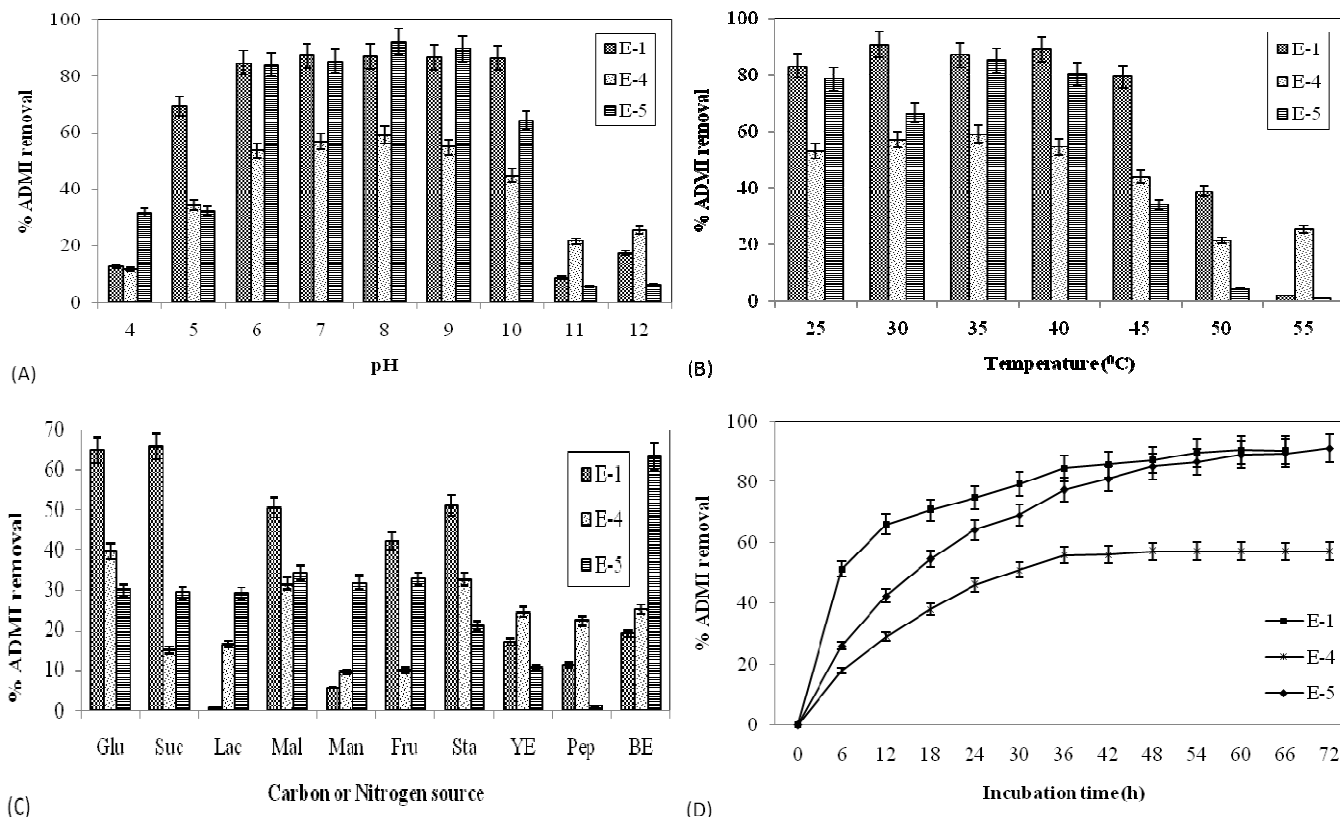 100
80
60
40
20
0
% ADMI removal
E-1
E-4
E-5
4 5 6 7 8 9 10 11 12
pH
(A)
100
80
60
40
20
0
% ADMI removal
E-1
E-4
E-5
25 30 35 40 45 50 55
Temperature (⁰C)
(B)
70
60
50
40
30
20
10
0
% ADMI removal
E-1
E-4
E-5
Glu Suc Lac Mal Man Fru Sta YE Pep BE
Carbon or Nitrogen source
(C)
100
80
60
40
20
0
% ADMI removal
E-1
E-4
E-5
0 6 12 18 24 30 36 42 48 54 60 66 72
Incubation time (h)
(D)